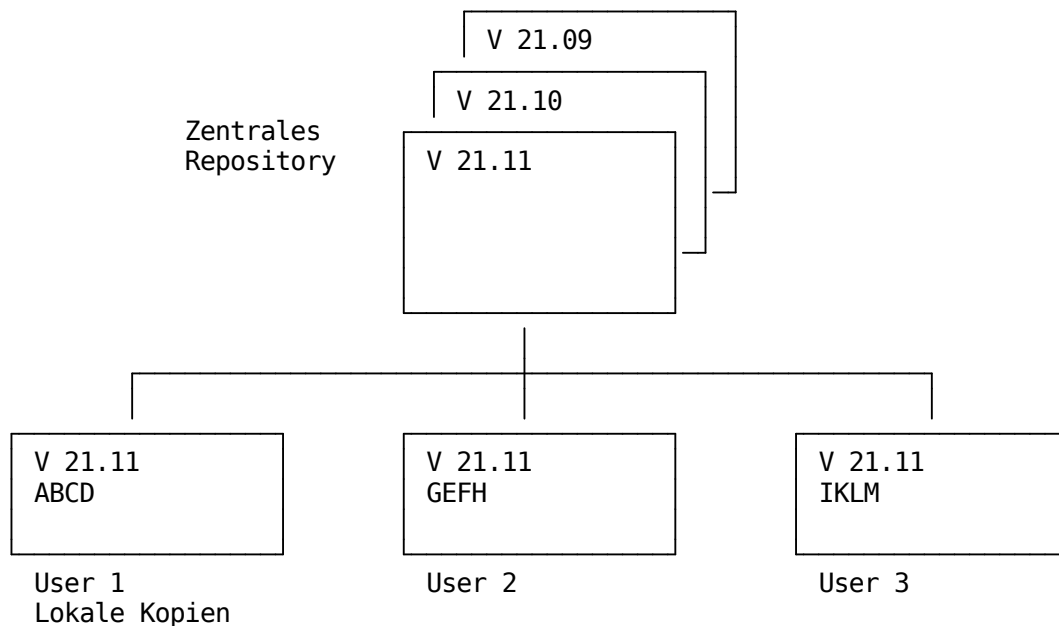 V 21.09
V 21.10
Zentrales
Repository
V 21.11
V 21.11
ABCD
V 21.11
GEFH
V 21.11
IKLM
User 1
Lokale Kopien
User 2
User 3